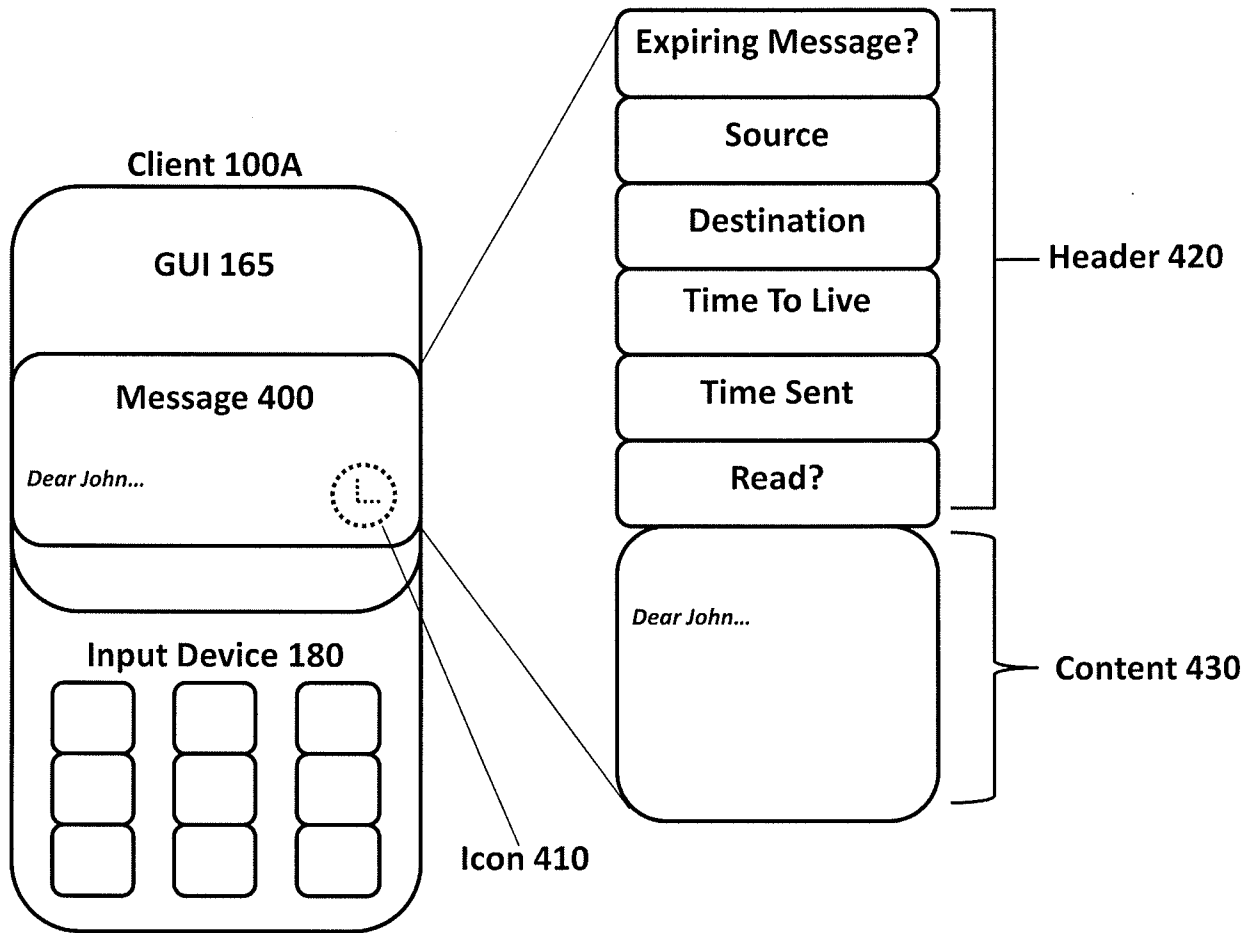 Client 100A
GUI 165
Message 400
Dear John...
Input Device 180
Icon 410
Expiring Message?
Source
Destination
Time To Live
Time Sent
Read?
Header 420
Dear John...
Content 430